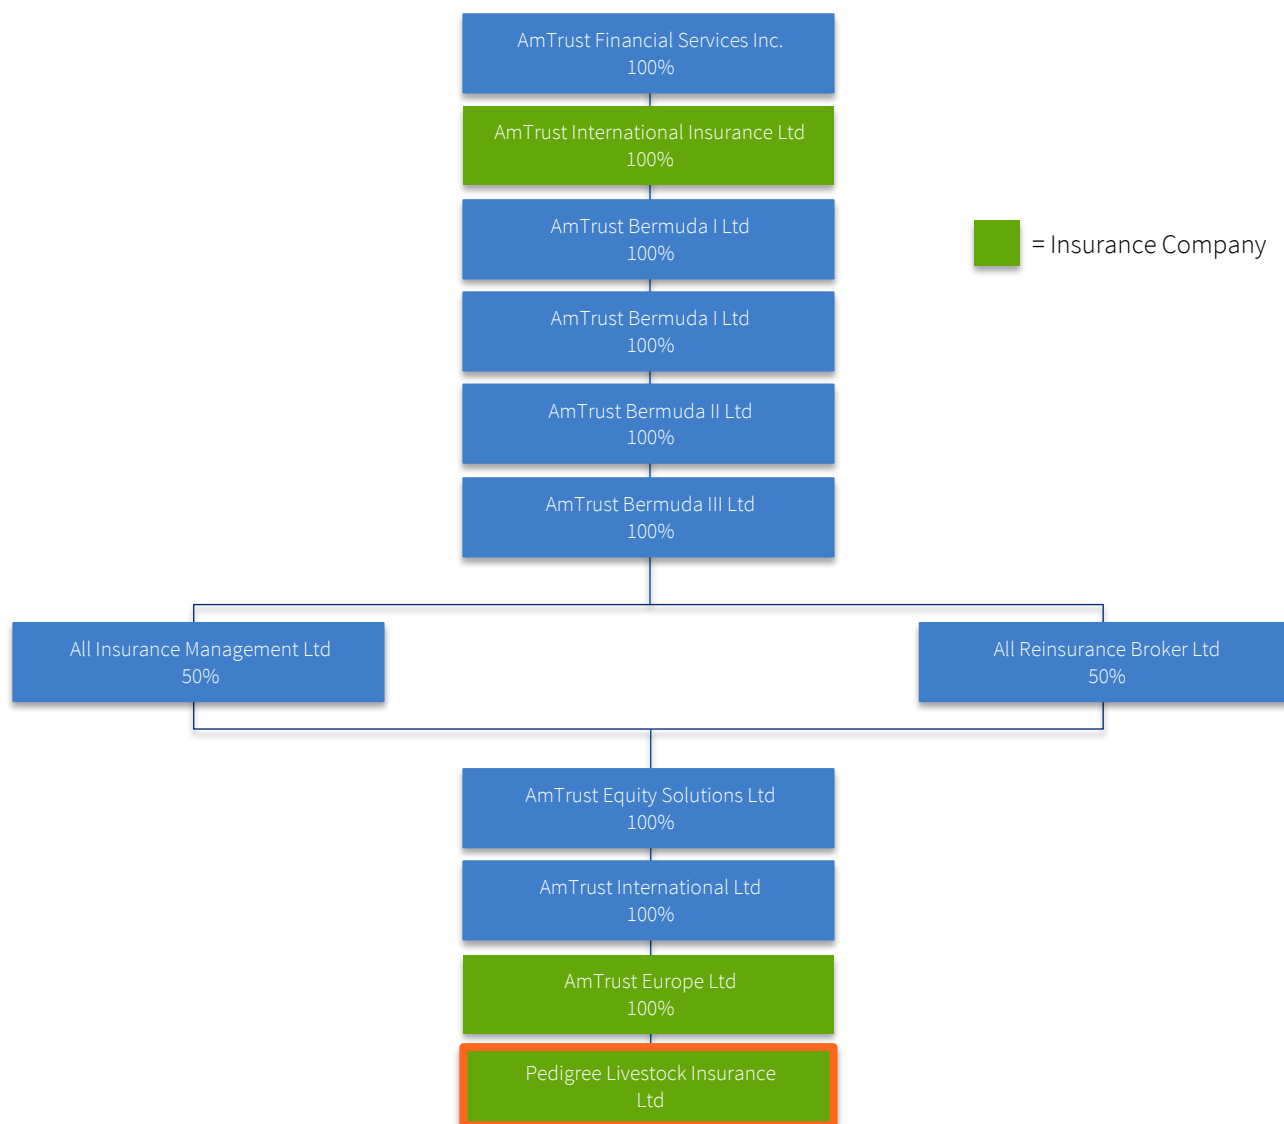 AmTrust Financial Services Inc.
100%
AmTrust International Insurance Ltd
100%
AmTrust Bermuda I Ltd
100%
= Insurance Company
AmTrust Bermuda I Ltd
100%
AmTrust Bermuda II Ltd
100%
AmTrust Bermuda III Ltd
100%
All Insurance Management Ltd
50%
All Reinsurance Broker Ltd
50%
AmTrust Equity Solutions Ltd
100%
AmTrust International Ltd
100%
AmTrust Europe Ltd
100%
Pedigree Livestock Insurance
Ltd